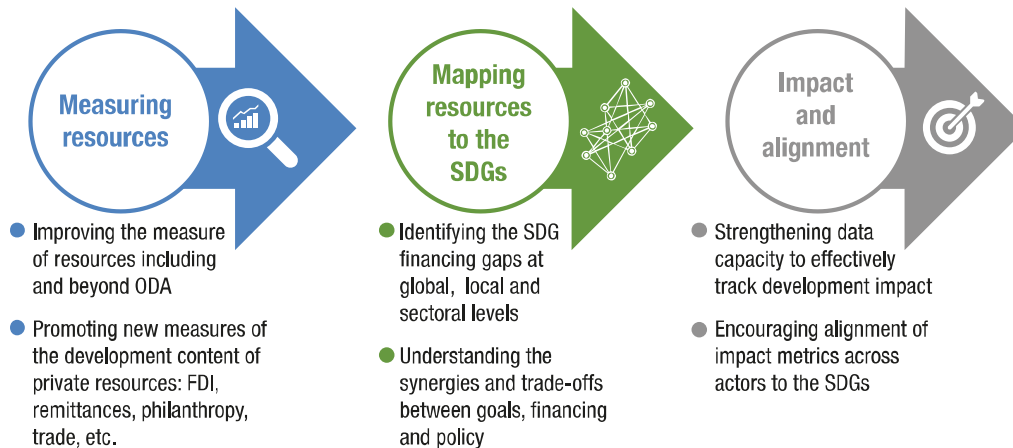 Measuring
resources
Improving the measure
of resources including
and beyond ODA
Promoting new measures of
the development content of
private resources: FDI,
remittances, philanthropy,
trade, etc.
Mapping
resources
to the
SDGs
Identifying the SDG
financing gaps at
global, local and
sectoral levels
Understanding the
synergies and trade-offs
between goals, financing
and policy
Impact
and
alignment
Strengthening data
capacity to effectively
track development impact
Encouraging alignment of
impact metrics across
actors to the SDGs